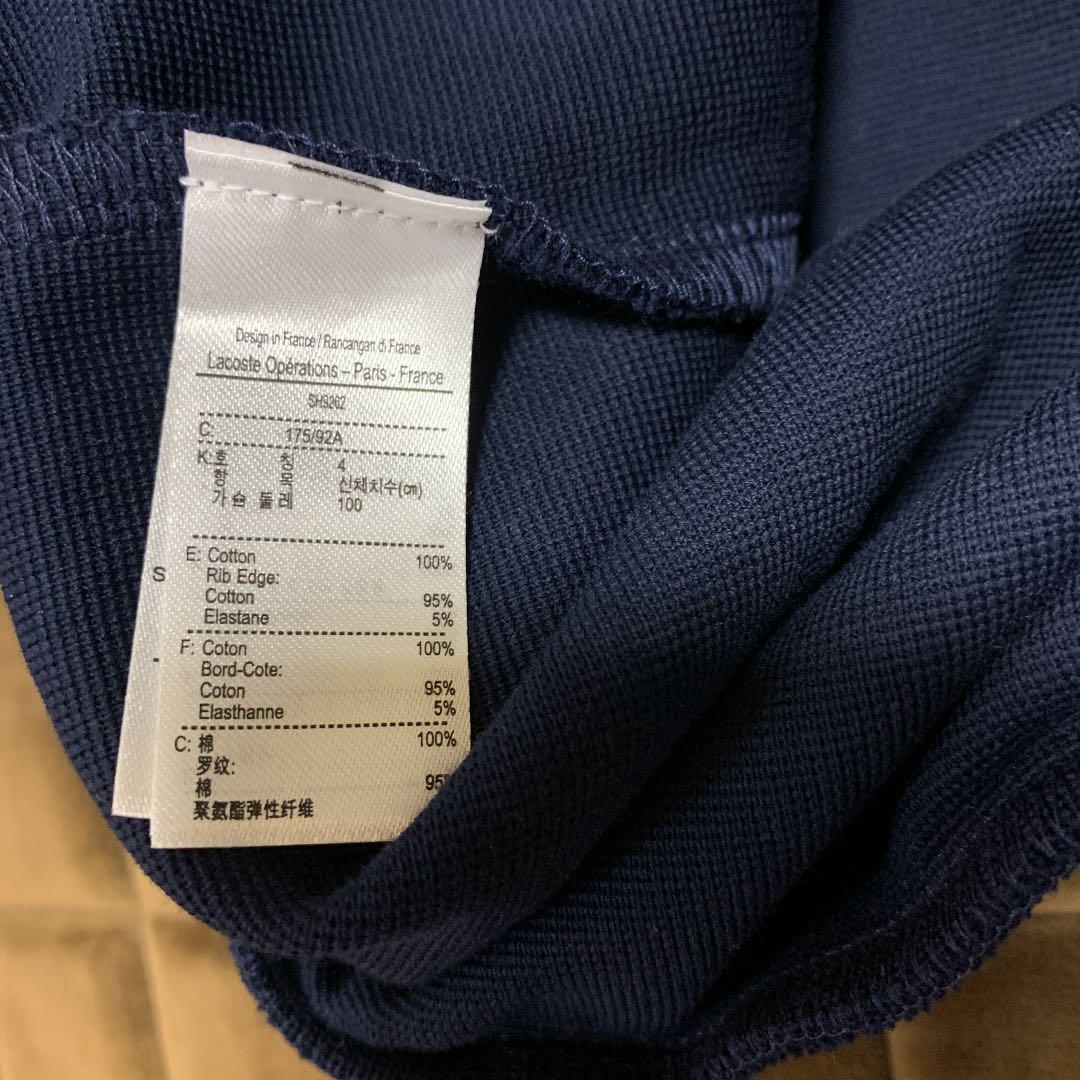 Design in France / Rancangan di France
Lacoste Opérations – Paris - France
SH9262
C: 175/92A
K: 호 칭 4
항 목 신체치수(㎝)
가슴 둘레 100
E: Cotton 100%
Rib Edge:
Cotton 95%
Elastane 5%
F: Coton 100%
Bord-Cote:
Coton 95%
Elasthanne 5%
C: 棉 100%
罗纹:
棉 95%
聚氨酯弹性纤维
S
-